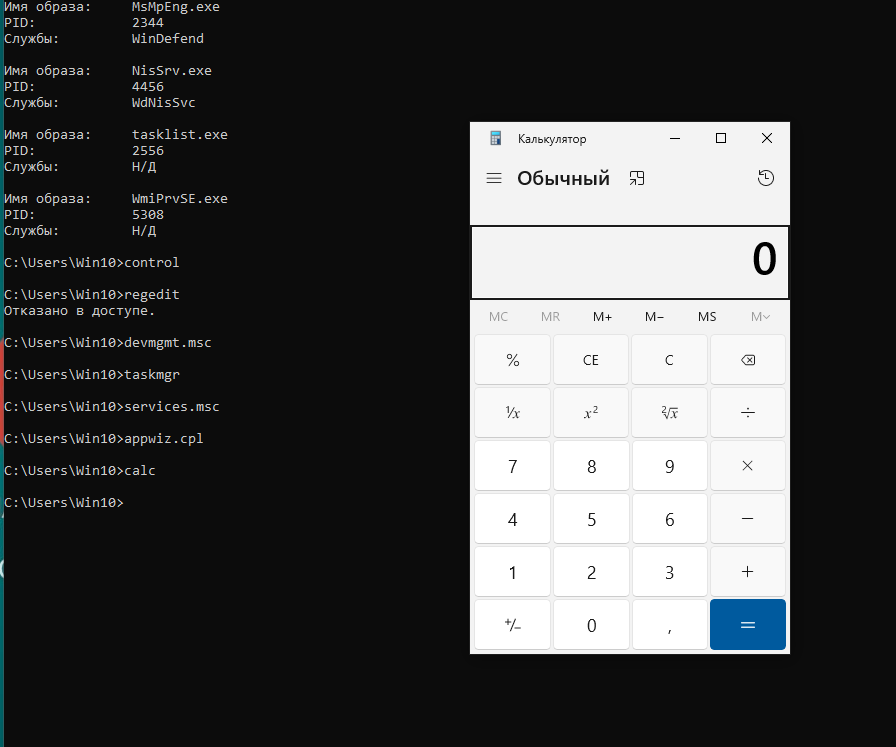 Имя образа: MsMpEng.exe
PID: 2344
Службы: WinDefend
Имя образа: NisSrv.exe
PID: 4456
Службы: WdNisSvc
Имя образа: tasklist.exe
PID: 2556
Службы: Н/Д
Имя образа: WmiPrvSE.exe
PID: 5308
Службы: Н/Д
C:\Users\Win10>control
C:\Users\Win10>regedit
Отказано в доступе.
C:\Users\Win10>devmgmt.msc
C:\Users\Win10>taskmgr
C:\Users\Win10>services.msc
C:\Users\Win10>appwiz.cpl
C:\Users\Win10>calc
C:\Users\Win10>
Калькулятор
Обычный
0
MC MR M+ M− MS M˅
% CE C
¹/x x² ²√x ÷
7 8 9 ×
4 5 6 −
1 2 3 +
+/− 0 , =